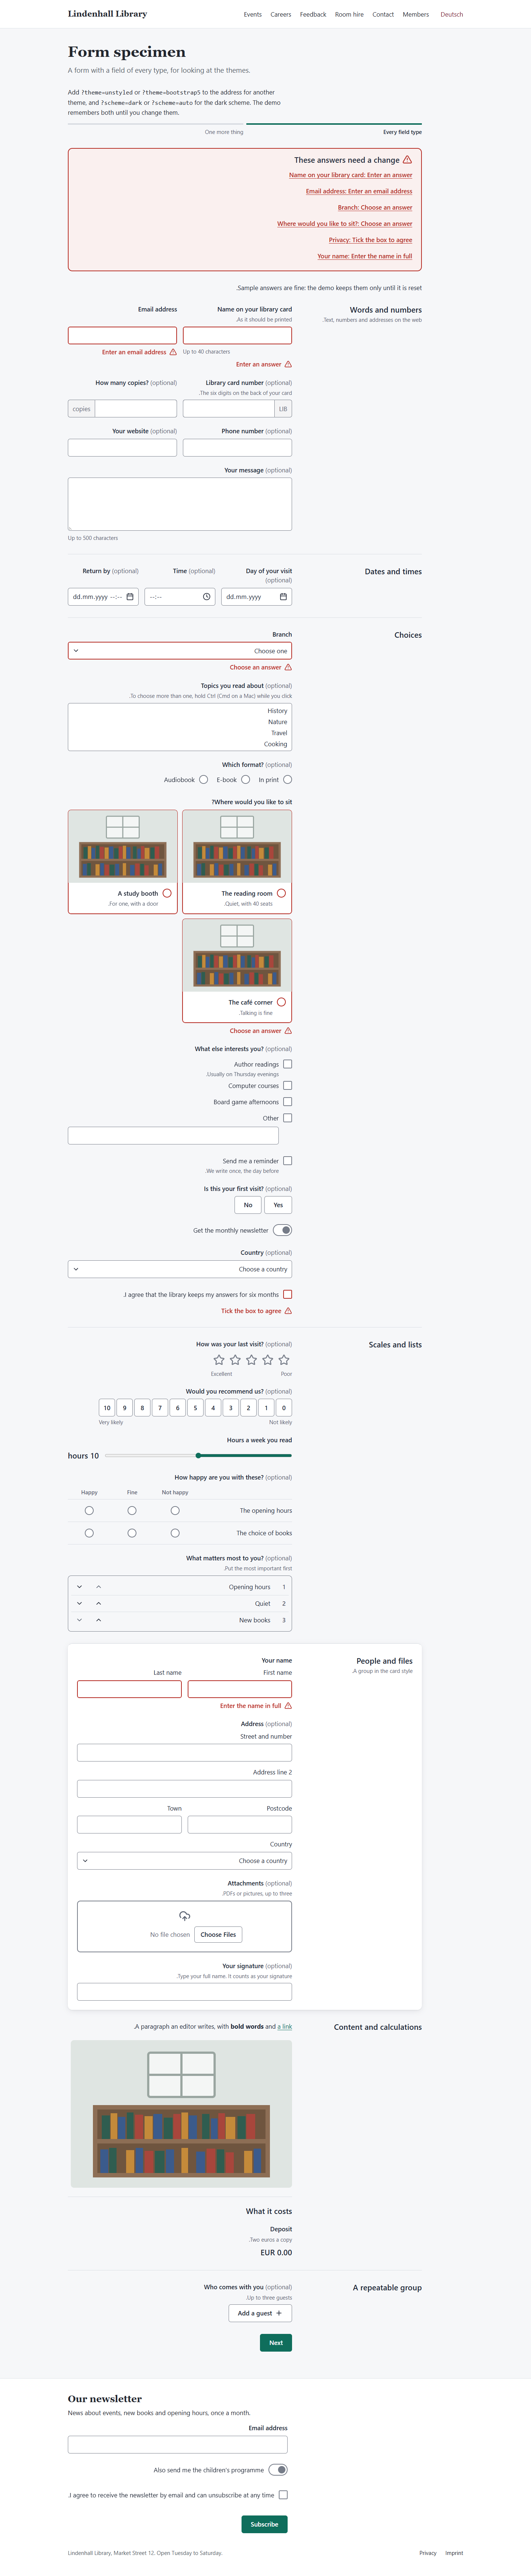 Lindenhall Library
Events Careers Feedback Room hire Contact Members Deutsch
Form specimen
A form with a field of every type, for looking at the themes.
Add ?theme=unstyled or ?theme=bootstrap5 to the address for another
theme, and ?scheme=dark or ?scheme=auto for the dark scheme. The demo
remembers both until you change them.
Every field type
One more thing
These answers need a change
Name on your library card: Enter an answer
Email address: Enter an email address
Branch: Choose an answer
Where would you like to sit?: Choose an answer
Privacy: Tick the box to agree
Your name: Enter the name in full
.Sample answers are fine: the demo keeps them only until it is reset
Words and numbers
.Text, numbers and addresses on the web
Name on your library card
.As it should be printed
Up to 40 characters
Enter an answer
Email address
Enter an email address
Library card number (optional)
.The six digits on the back of your card
LIB
How many copies? (optional)
copies
Phone number (optional)
Your website (optional)
Your message (optional)
Up to 500 characters
Dates and times
Day of your visit
(optional)
dd.mm.yyyy
Time (optional)
--:--
Return by (optional)
dd.mm.yyyy --:--
Choices
Branch
Choose one
Choose an answer
Topics you read about (optional)
.To choose more than one, hold Ctrl (Cmd on a Mac) while you click
History
Nature
Travel
Cooking
Which format? (optional)
In print
E-book
Audiobook
?Where would you like to sit
The reading room
.Quiet, with 40 seats
A study booth
.For one, with a door
The café corner
.Talking is fine
Choose an answer
What else interests you? (optional)
Author readings
.Usually on Thursday evenings
Computer courses
Board game afternoons
Other
Send me a reminder
.We write once, the day before
Is this your first visit? (optional)
Yes
No
Get the monthly newsletter
Country (optional)
Choose a country
.I agree that the library keeps my answers for six months
Tick the box to agree
Scales and lists
How was your last visit? (optional)
Poor
Excellent
Would you recommend us? (optional)
10 9 8 7 6 5 4 3 2 1 0
Not likely
Very likely
Hours a week you read
hours 10
How happy are you with these? (optional)
Not happy
Fine
Happy
The opening hours
The choice of books
What matters most to you? (optional)
.Put the most important first
1 Opening hours
2 Quiet
3 New books
People and files
.A group in the card style
Your name
First name
Last name
Enter the name in full
Address (optional)
Street and number
Address line 2
Postcode
Town
Country
Choose a country
Attachments (optional)
.PDFs or pictures, up to three
Choose Files
No file chosen
Your signature (optional)
.Type your full name. It counts as your signature
Content and calculations
.A paragraph an editor writes, with bold words and a link
What it costs
Deposit
.Two euros a copy
EUR 0.00
A repeatable group
Who comes with you (optional)
.Up to three guests
Add a guest
Next
Our newsletter
News about events, new books and opening hours, once a month.
Email address
Also send me the children's programme
.I agree to receive the newsletter by email and can unsubscribe at any time
Subscribe
Lindenhall Library, Market Street 12. Open Tuesday to Saturday.
Privacy Imprint